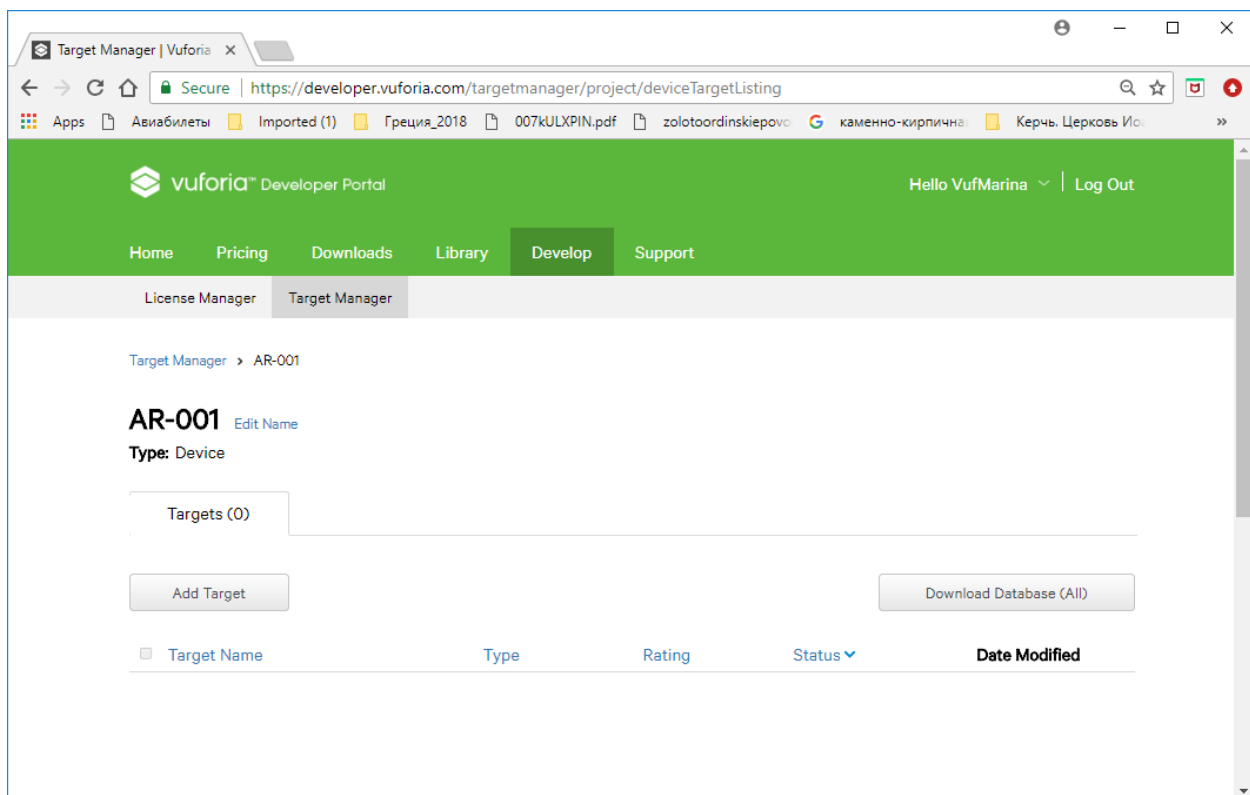 Target Manager | Vuforia
Secure | https://developer.vuforia.com/targetmanager/project/deviceTargetListing
Apps Авиабилеты Imported (1) Греция_2018 007kULXPIN.pdf zolotoordinskiepovo G каменно-кирпична Керчь. Церковь Иоа »
vuforia™ Developer Portal Hello VufMarina Log Out
Home Pricing Downloads Library Develop Support
License Manager Target Manager
Target Manager > AR-001
AR-001 Edit Name
Type: Device
Targets (0)
Add Target Download Database (All)
Target Name Type Rating Status Date Modified